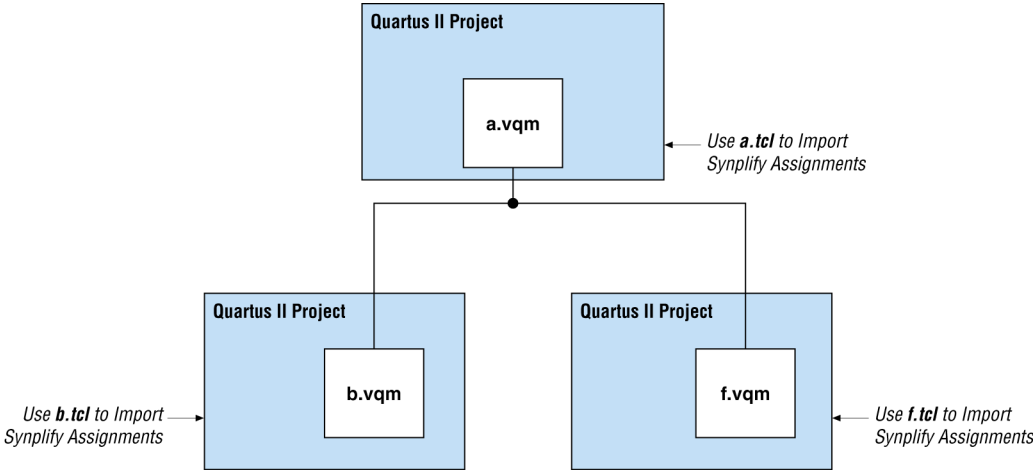 Quartus II Project
a.vqm
Use a.tcl to Import
Synplify Assignments
Quartus II Project
b.vqm
Use b.tcl to Import
Synplify Assignments
Quartus II Project
f.vqm
Use f.tcl to Import
Synplify Assignments